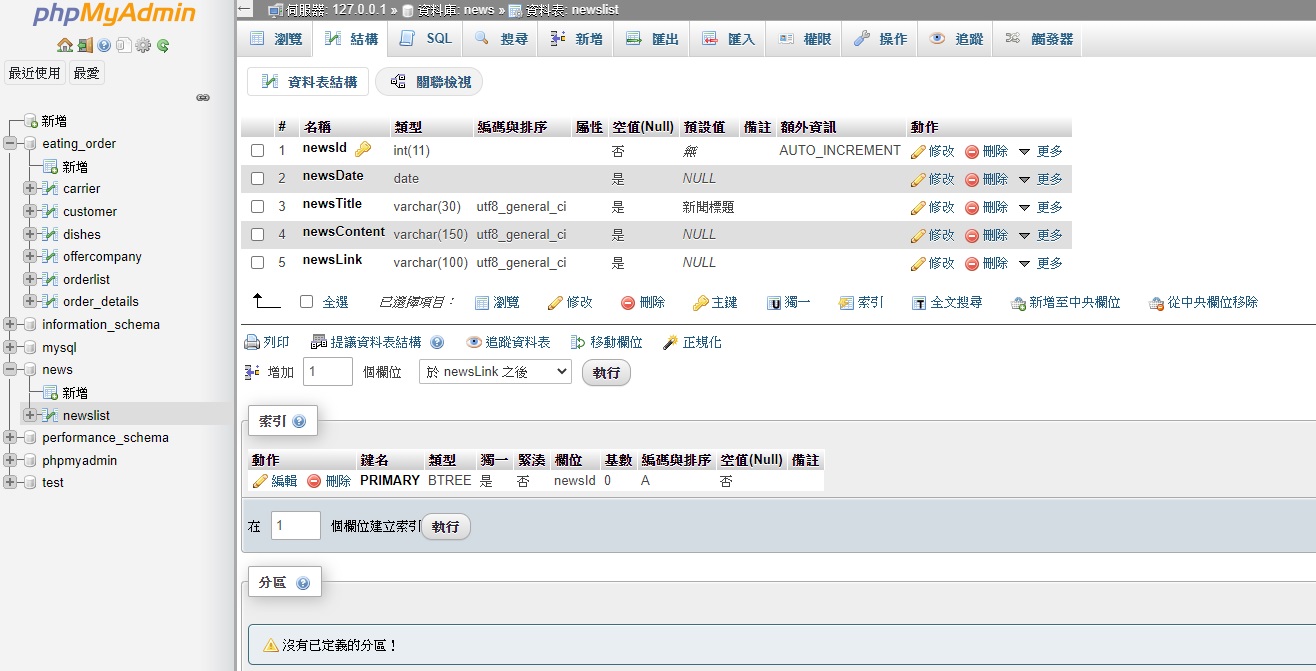 phpMyAdmin
最近使用 最愛
新增
eating_order
新增
carrier
customer
dishes
offercompany
orderlist
order_details
information_schema
mysql
news
新增
newslist
performance_schema
phpmyadmin
test
伺服器: 127.0.0.1 » 資料庫: news » 資料表: newslist
瀏覽 結構 SQL 搜尋 新增 匯出 匯入 權限 操作 追蹤 觸發器
資料表結構 關聯檢視
# 名稱 類型 編碼與排序 屬性 空值(Null) 預設值 備註 額外資訊 動作
1 newsId int(11) 否 無 AUTO_INCREMENT 修改 刪除 更多
2 newsDate date 是 NULL 修改 刪除 更多
3 newsTitle varchar(30) utf8_general_ci 是 新聞標題 修改 刪除 更多
4 newsContent varchar(150) utf8_general_ci 是 NULL 修改 刪除 更多
5 newsLink varchar(100) utf8_general_ci 是 NULL 修改 刪除 更多
全選 已選擇項目： 瀏覽 修改 刪除 主鍵 獨一 索引 全文搜尋 新增至中央欄位 從中央欄位移除
列印 提議資料表結構 追蹤資料表 移動欄位 正規化
增加 1 個欄位 於 newsLink 之後 執行
索引
動作 鍵名 類型 獨一 緊湊 欄位 基數 編碼與排序 空值(Null) 備註
編輯 刪除 PRIMARY BTREE 是 否 newsId 0 A 否
在 1 個欄位建立索引 執行
分區
沒有已定義的分區！